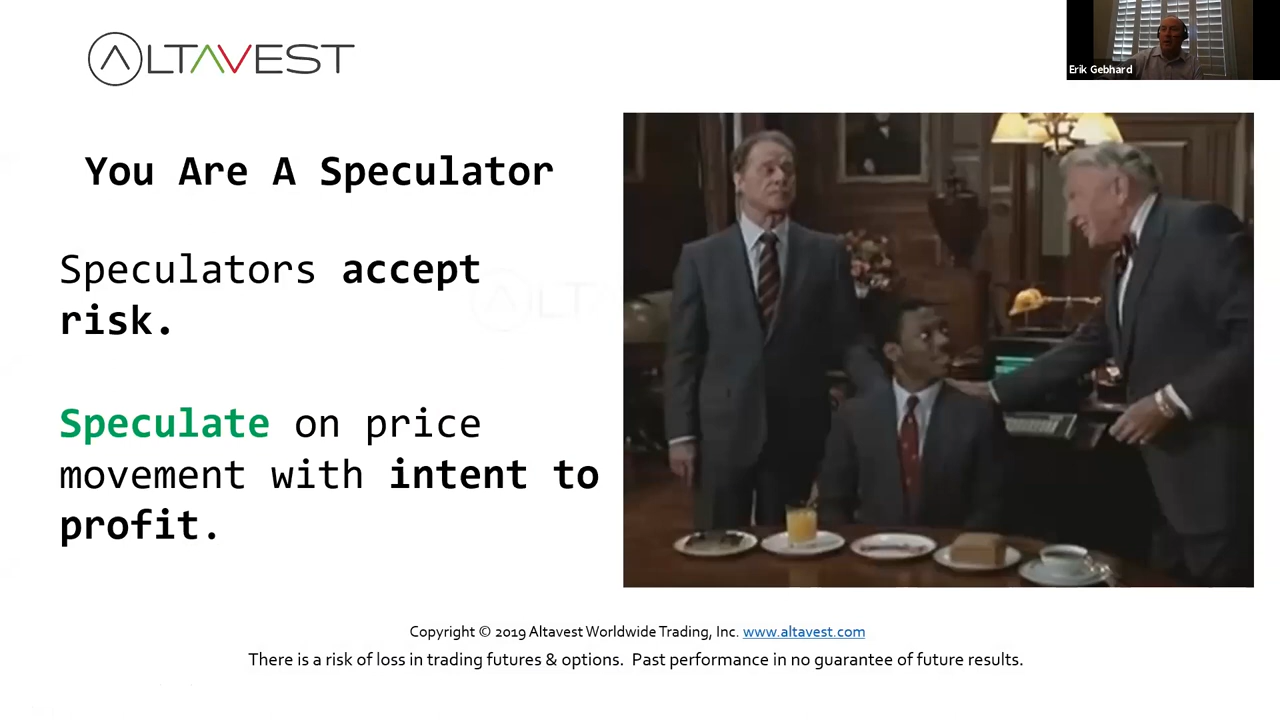 ALTAVEST
Erik Gebhard
You Are A Speculator
Speculators accept
risk.
Speculate on price
movement with intent to
profit.
Copyright © 2019 Altavest Worldwide Trading, Inc. www.altavest.com
There is a risk of loss in trading futures & options. Past performance in no guarantee of future results.